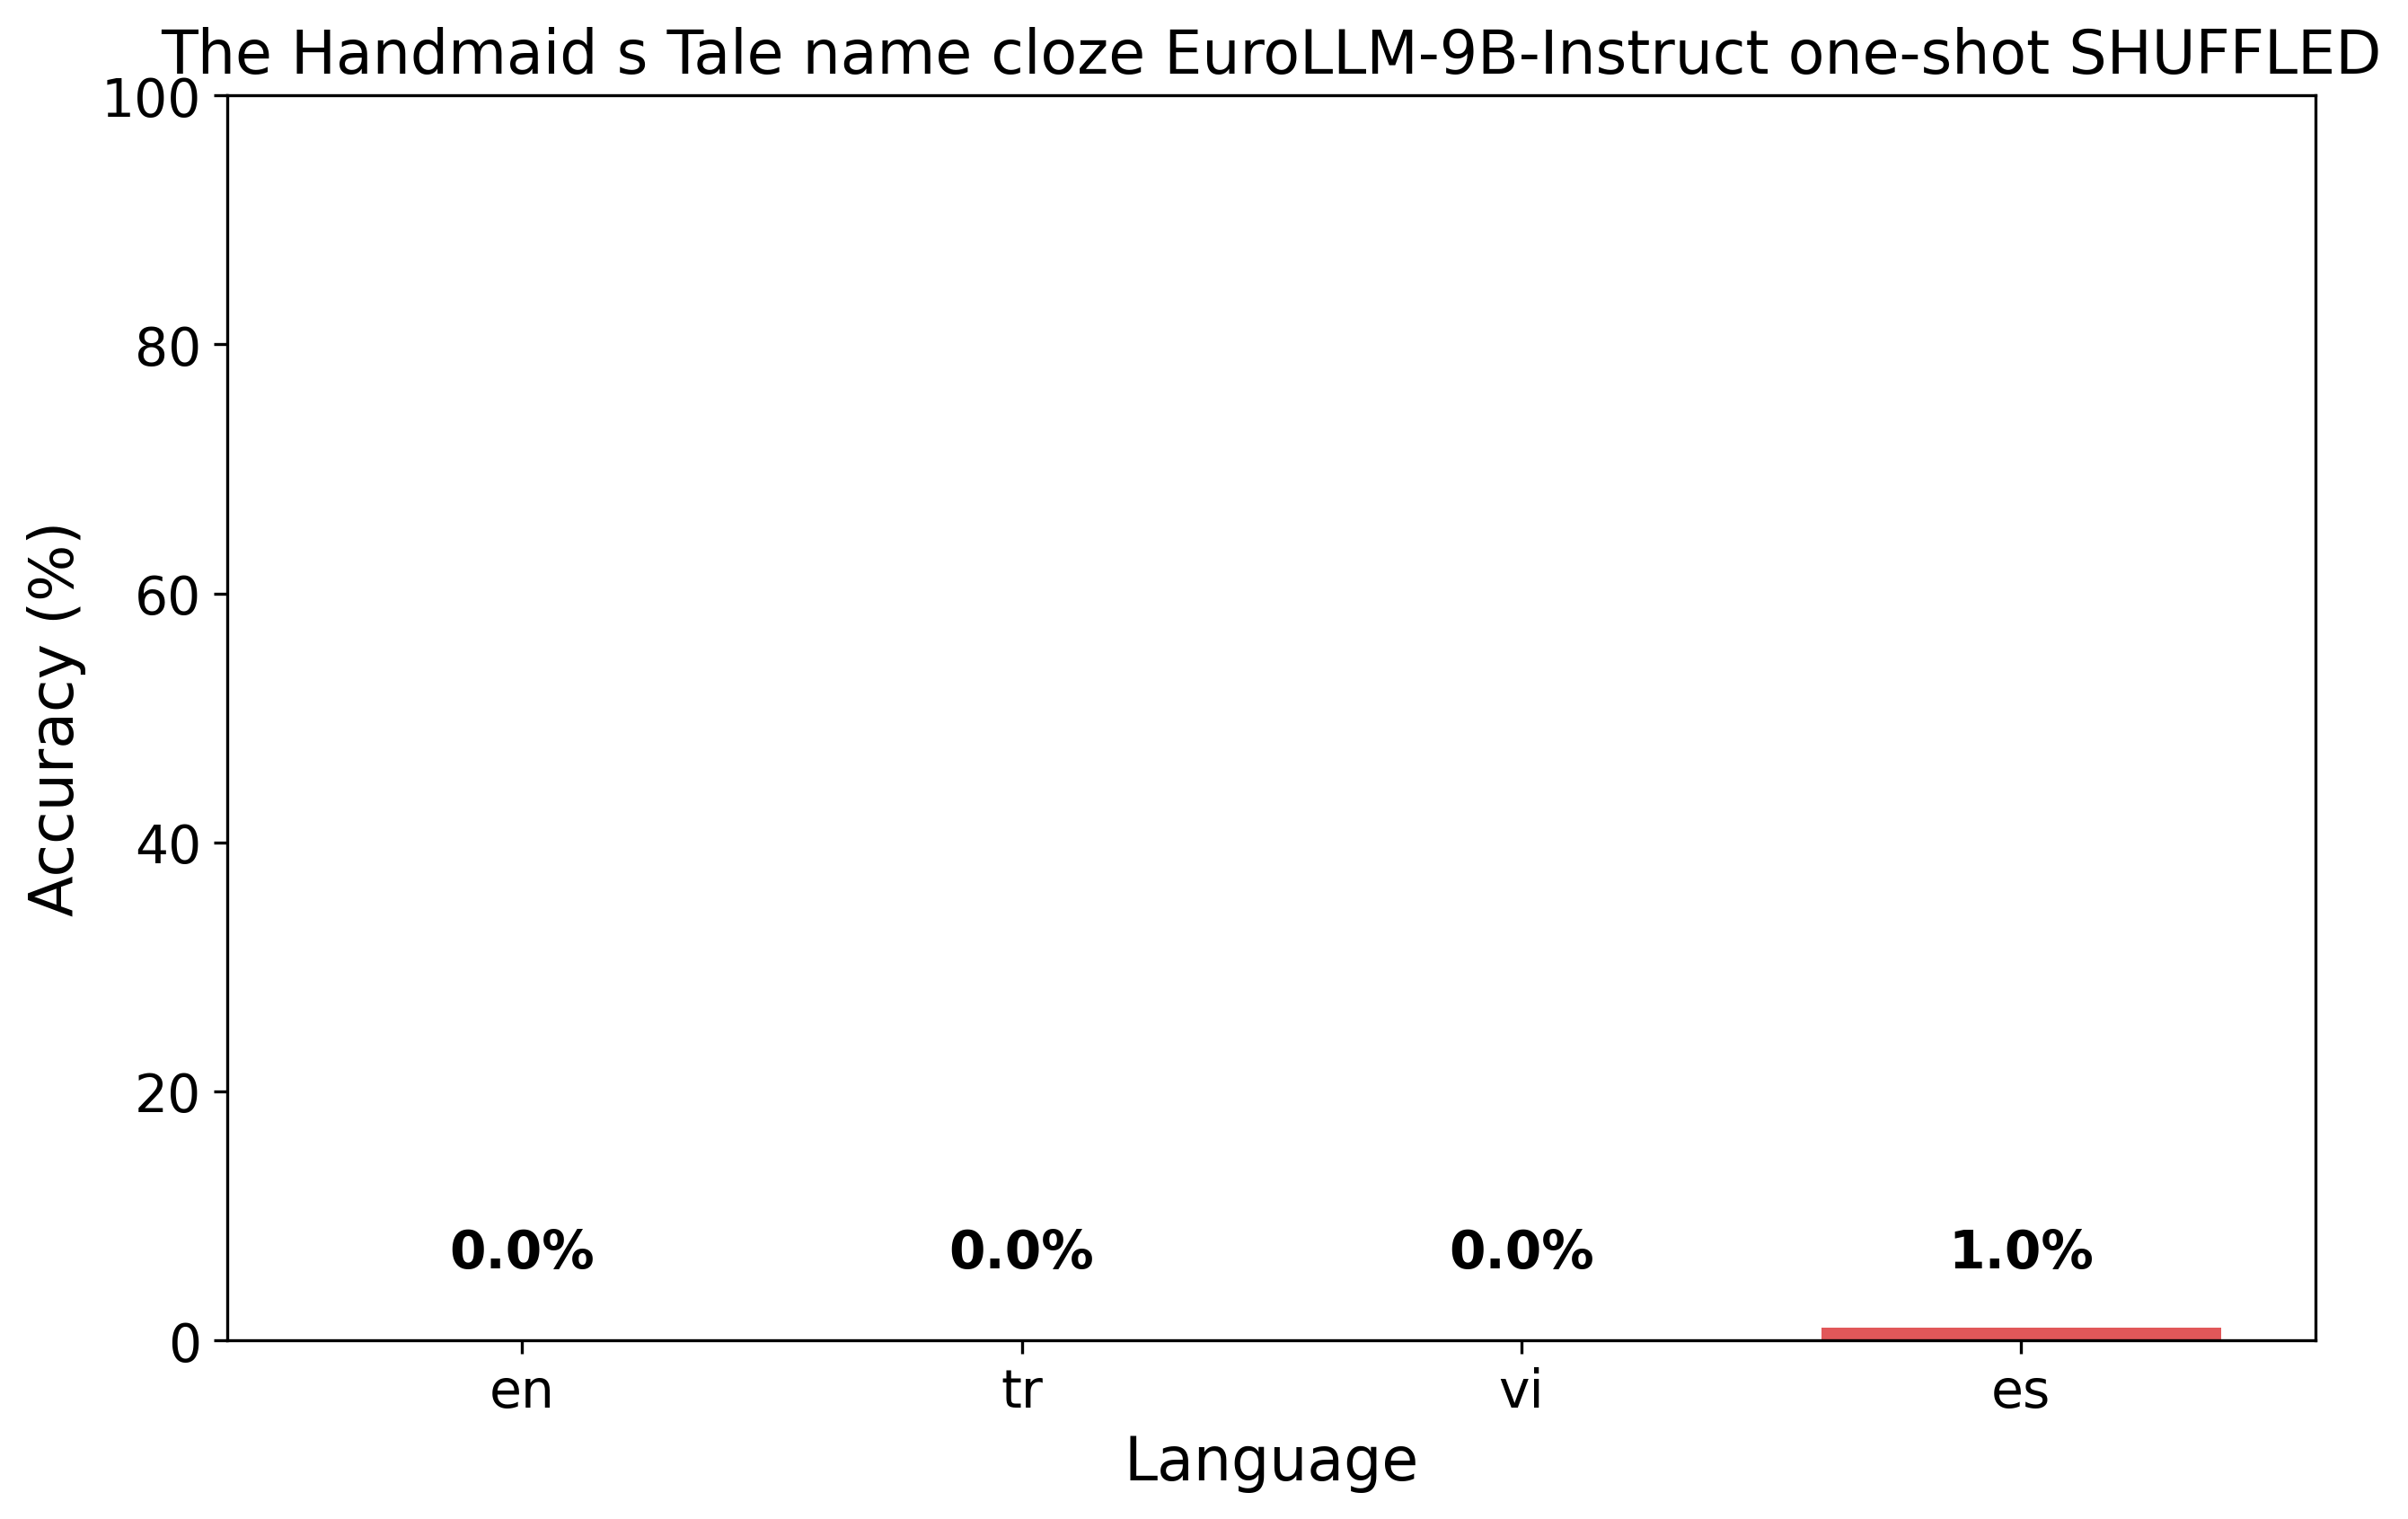 The Handmaid s Tale name cloze EuroLLM-9B-Instruct one-shot SHUFFLED
Accuracy (%)
100
80
60
40
20
0
0.0%
0.0%
0.0%
1.0%
en
tr
vi
es
Language